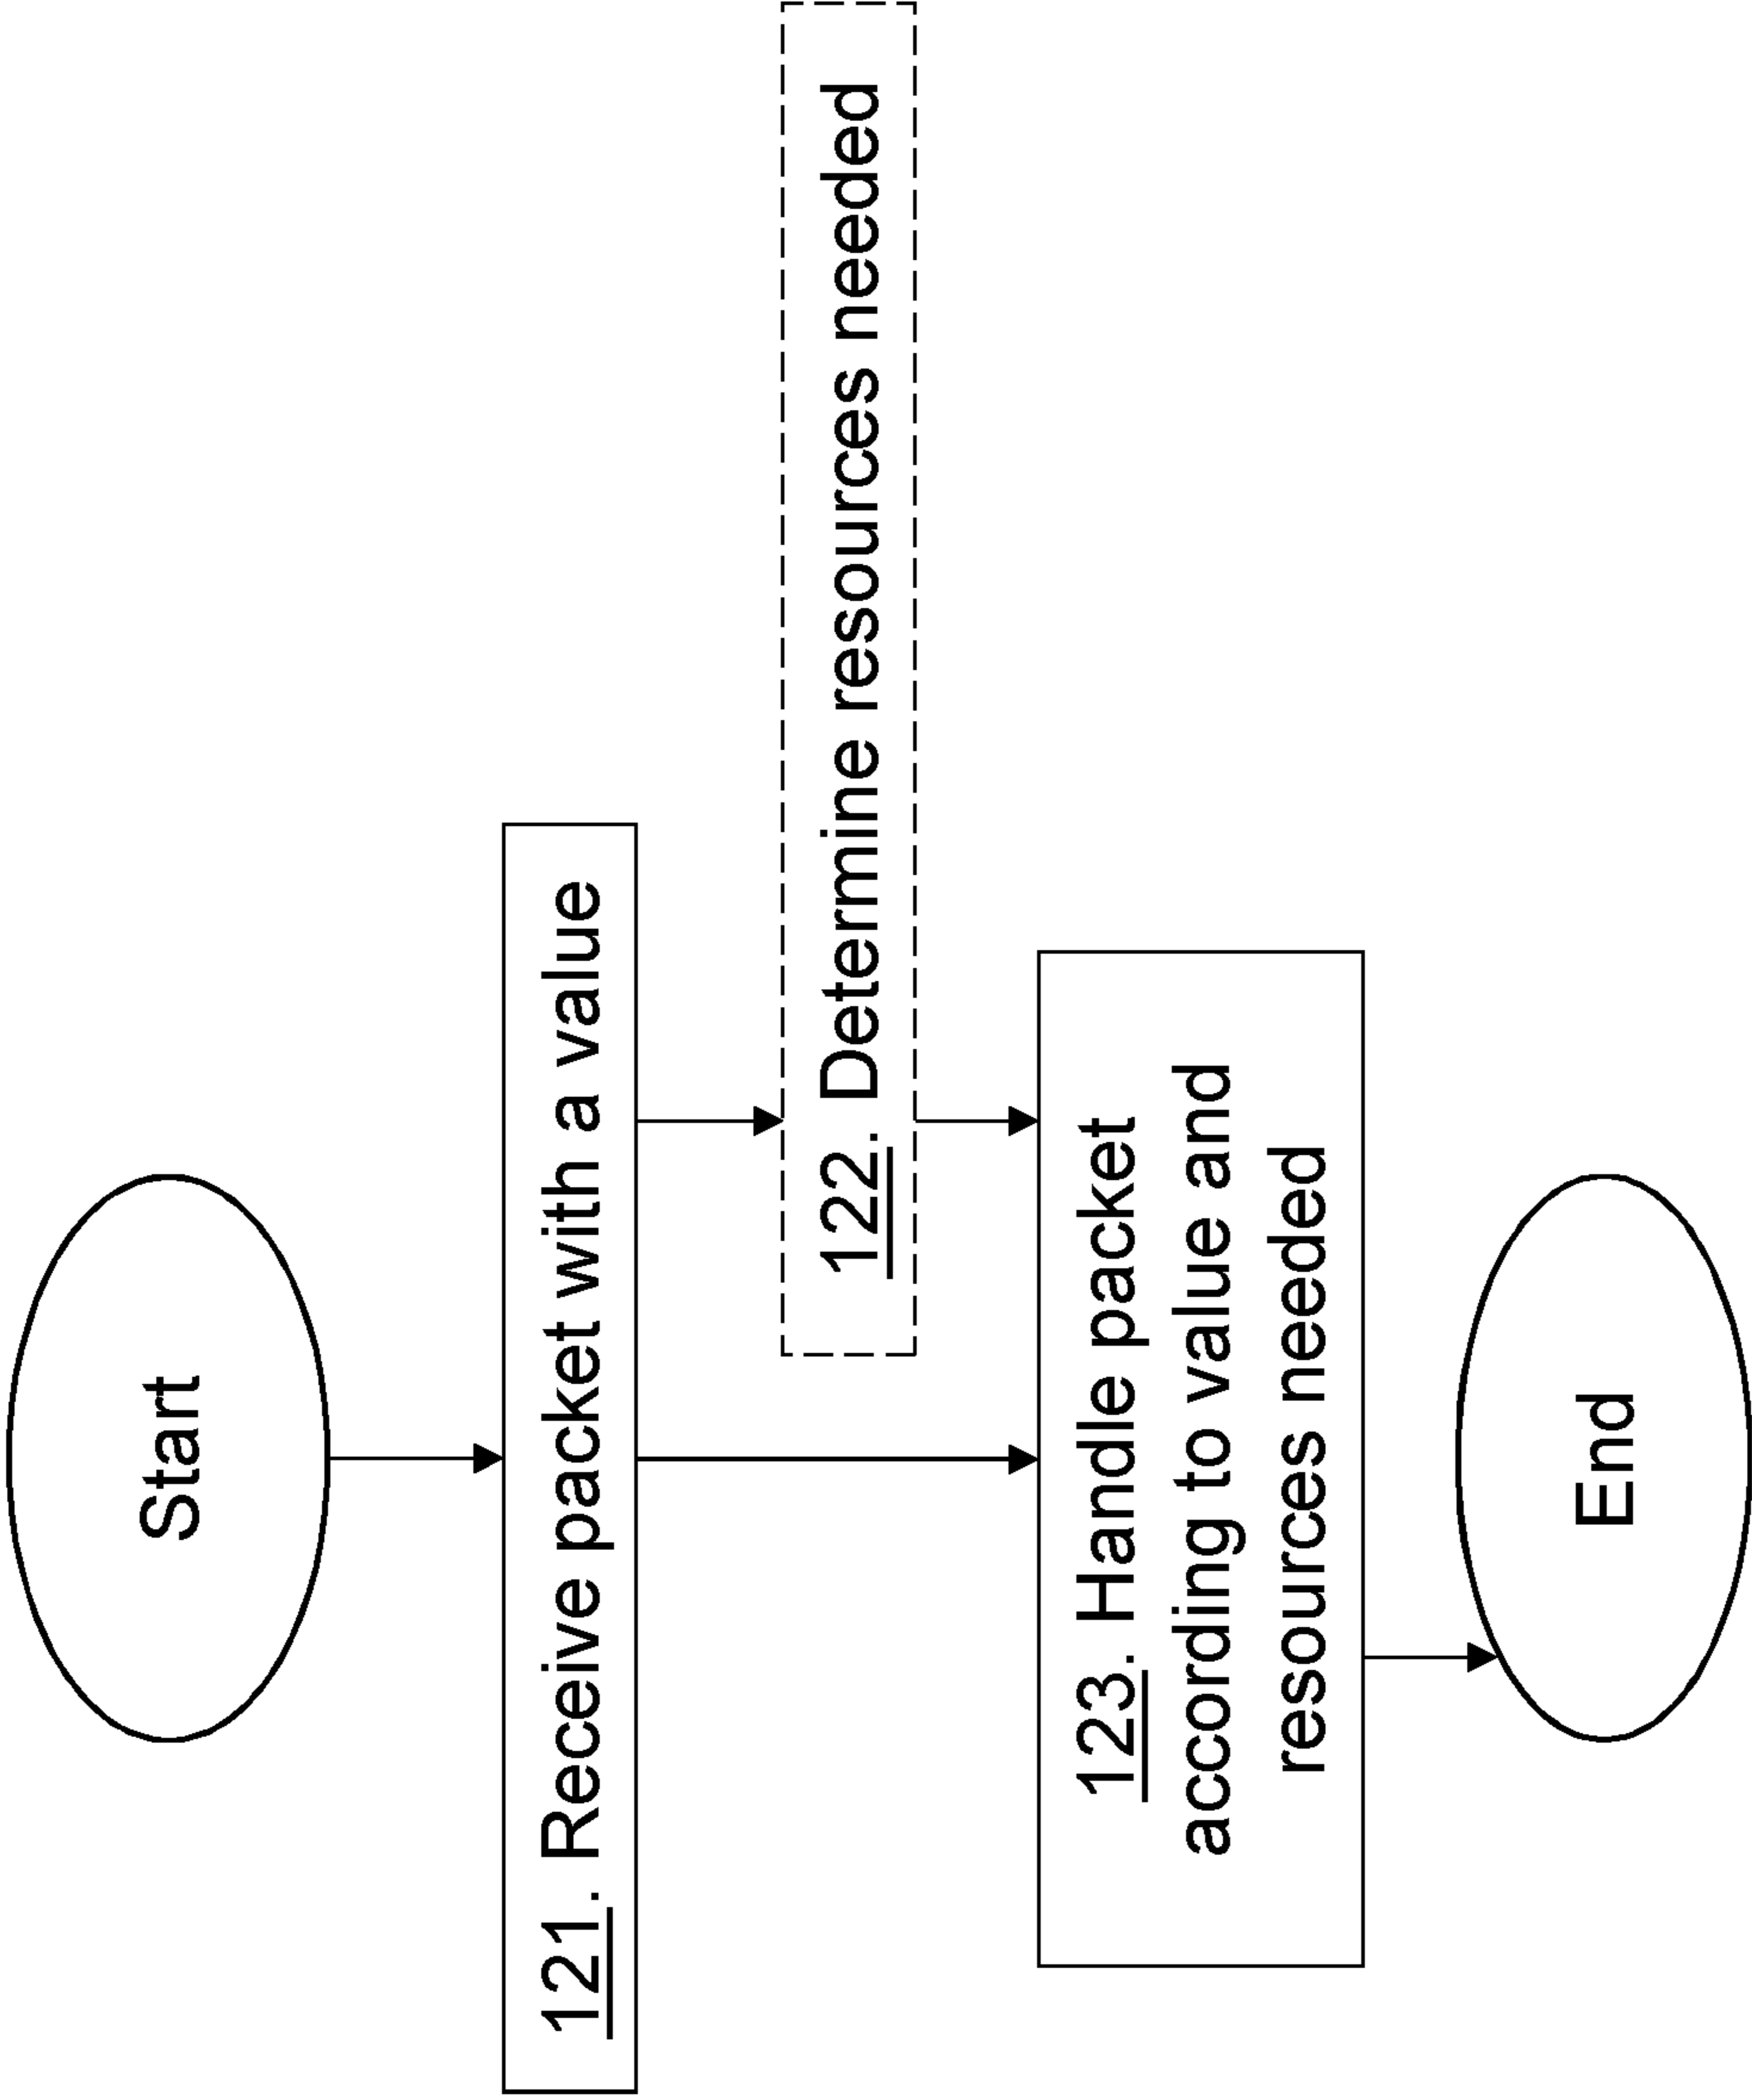 Start
121. Receive packet with a value
122. Determine resources needed
123. Handle packet
according to value and
resources needed
End